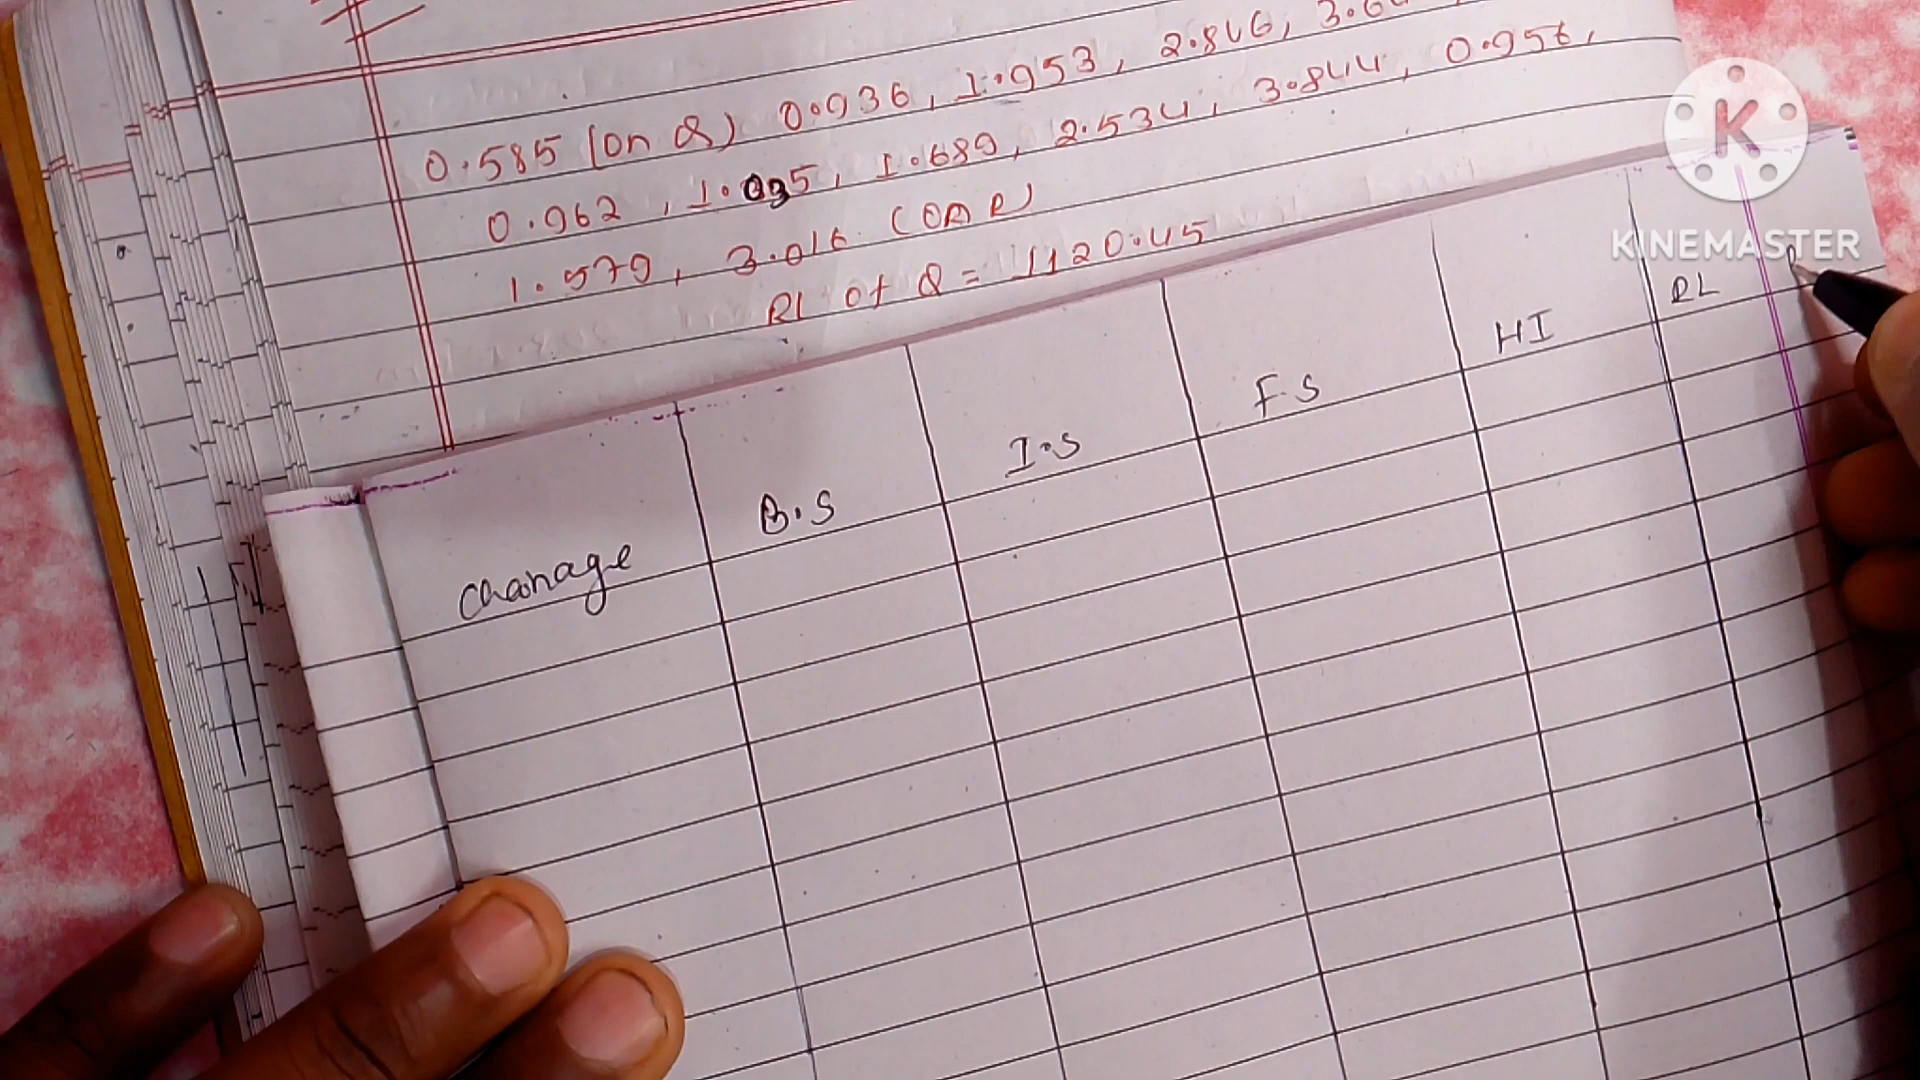 0.585 (on Q) 0.936, 1.953, 2.846,
0.962, 1.035, 1.689, 2.534, 3.844, 0.956,
1.579, 3.016 (on R)
RL of Q = 1120.45
Chanage B.S I.S F.S HI RL
KINEMASTER